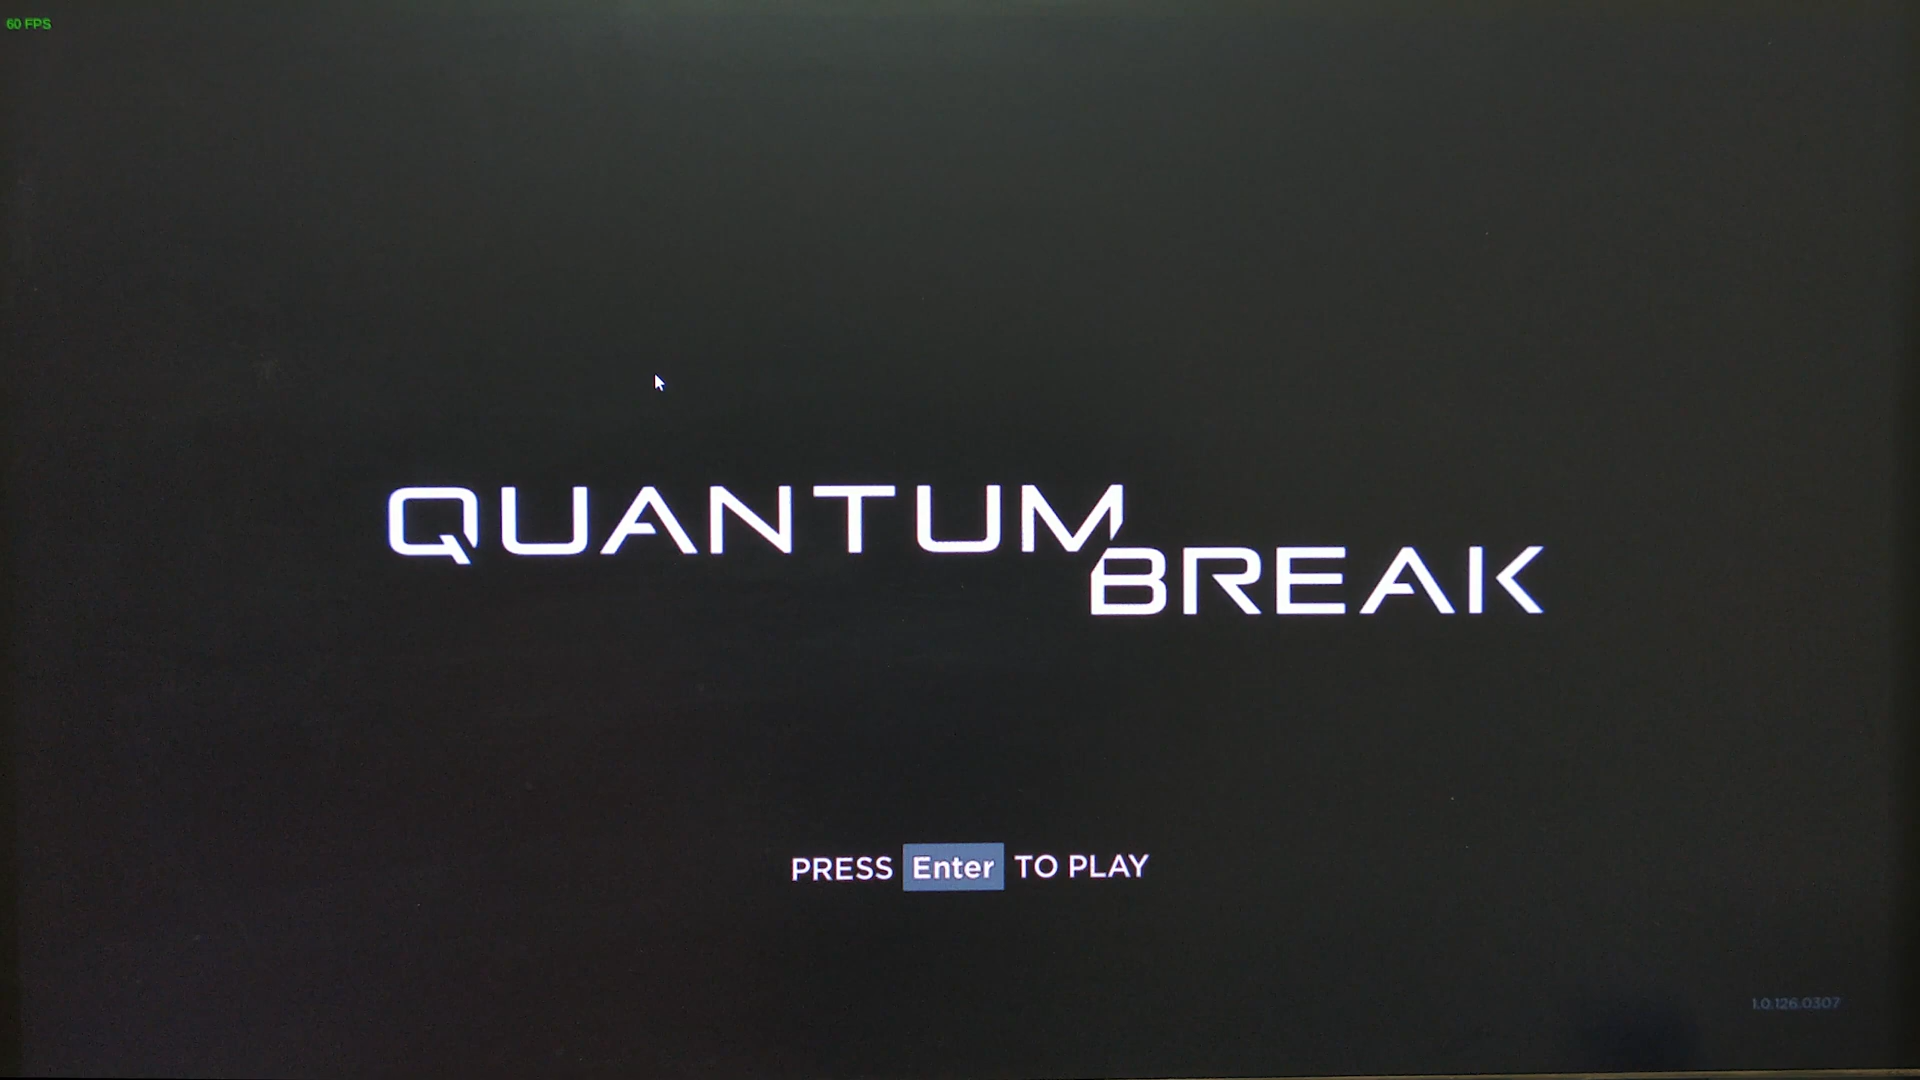 60 FPS
QUANTUM
BREAK
PRESS Enter TO PLAY
1.0.126.0307